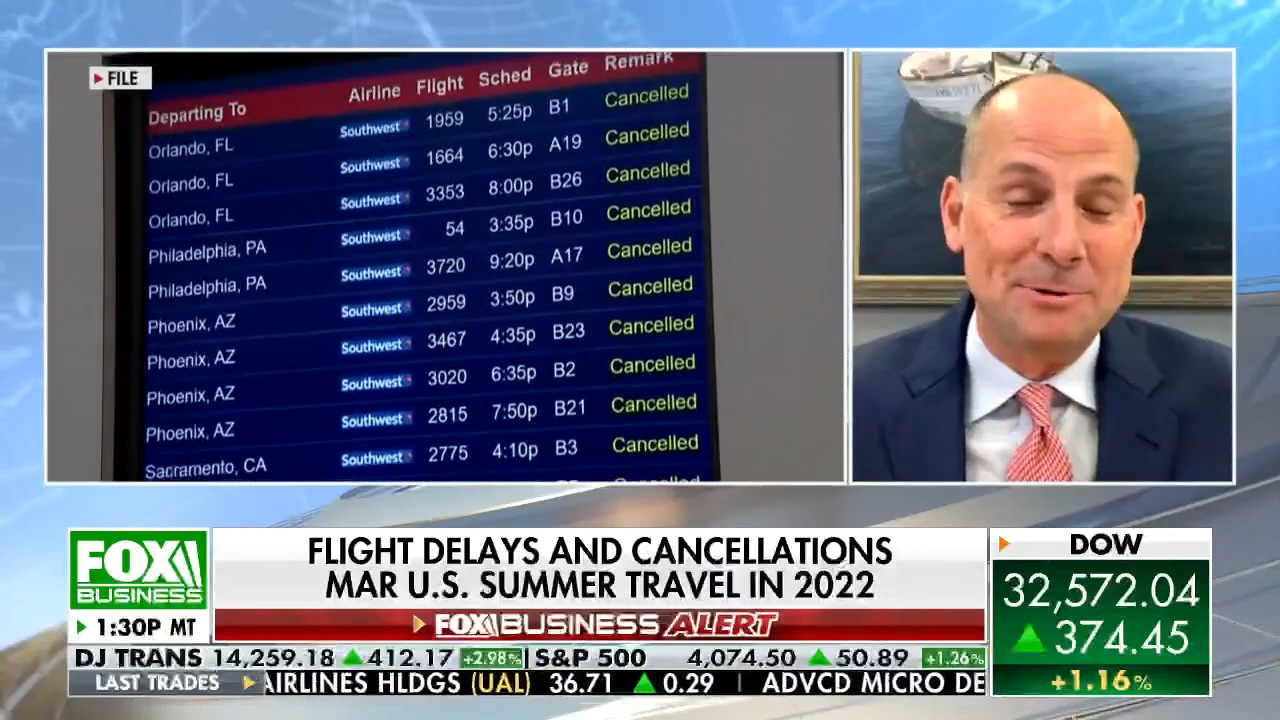 FILE
Departing To Airline Flight Sched Gate Remark
Orlando, FL Southwest 1959 5:25p B1 Cancelled
Orlando, FL Southwest 1664 6:30p A19 Cancelled
Orlando, FL Southwest 3353 8:00p B26 Cancelled
Philadelphia, PA Southwest 54 3:35p B10 Cancelled
Philadelphia, PA Southwest 3720 9:20p A17 Cancelled
Phoenix, AZ Southwest 2959 3:50p B9 Cancelled
Phoenix, AZ Southwest 3467 4:35p B23 Cancelled
Phoenix, AZ Southwest 3020 6:35p B2 Cancelled
Phoenix, AZ Southwest 2815 7:50p B21 Cancelled
Sacramento, CA Southwest 2775 4:10p B3 Cancelled
Cancelled
FOX BUSINESS
1:30P MT
FLIGHT DELAYS AND CANCELLATIONS
MAR U.S. SUMMER TRAVEL IN 2022
FOX BUSINESS ALERT
DOW
32,572.04
374.45
+1.16%
DJ TRANS 14,259.18 412.17 +2.98% S&P 500 4,074.50 50.89 +1.26%
LAST TRADES AIRLINES HLDGS (UAL) 36.71 0.29 ADVCD MICRO DE